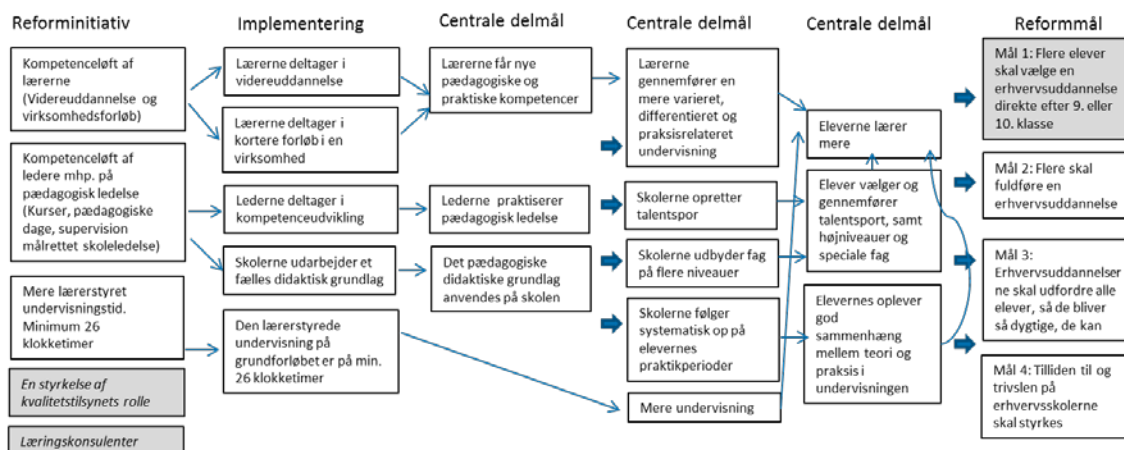 Reforminitiativ
Kompetenceløft af
lærerne
(Videreuddannelse og
virksomhedsforløb)
Kompetenceløft af
ledere mhp. på
pædagogisk ledelse
(Kurser, pædagogiske
dage, supervision
målrettet skoleledelse)
Mere lærerstyret
undervisningstid.
Minimum 26
klokketimer
En styrkelse af
kvalitetstilsynets rolle
Læringskonsulenter
Implementering
Lærerne deltager i
videreuddannelse
Lærerne deltager i
kortere forløb i en
virksomhed
Lederne deltager i
kompetenceudvikling
Skolerne udarbejder et
fælles didaktisk grundlag
Den lærerstyrede
undervisning på
grundforløbet er på min.
26 klokketimer
Centrale delmål
Lærerne får nye
pædagogiske og
praktiske kompetencer
Lederne praktiserer
pædagogisk ledelse
Det pædagogiske
didaktiske grundlag
anvendes på skolen
Centrale delmål
Lærerne
gennemfører en
mere varieret,
differentieret og
praksisrelateret
undervisning
Skolerne opretter
talentspor
Skolerne udbyder fag
på flere niveauer
Skolerne følger
systematisk op på
elevernes
praktikperioder
Mere undervisning
Centrale delmål
Eleverne lærer
mere
Elever vælger og
gennemfører
talentsport, samt
højniveauer og
speciale fag
Elevernes oplever
god
sammenhæng
mellem teori og
praksis i
undervisningen
Reformmål
Mål 1: Flere elever
skal vælge en
erhvervsuddannelse
direkte efter 9. eller
10. klasse
Mål 2: Flere skal
fuldføre en
erhvervsuddannelse
Mål 3:
Erhvervsuddannelser
ne skal udfordre alle
elever, så de bliver
så dygtige, de kan
Mål 4: Tilliden til og
trivslen på
erhvervsskolerne
skal styrkes